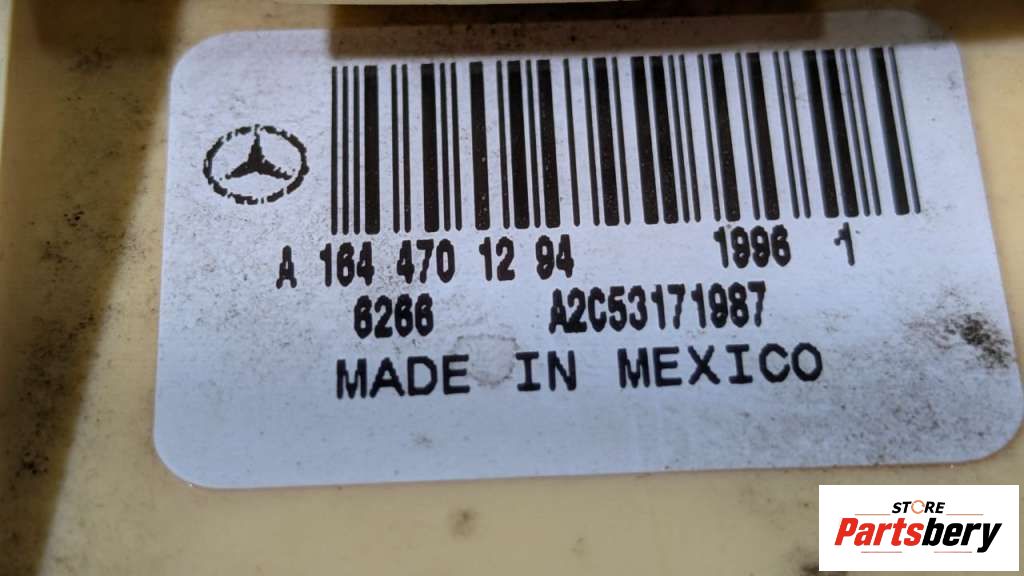 A 164 470 12 94 1996 1
6266 A2C53171987
MADE IN MEXICO
STORE
Partsbery